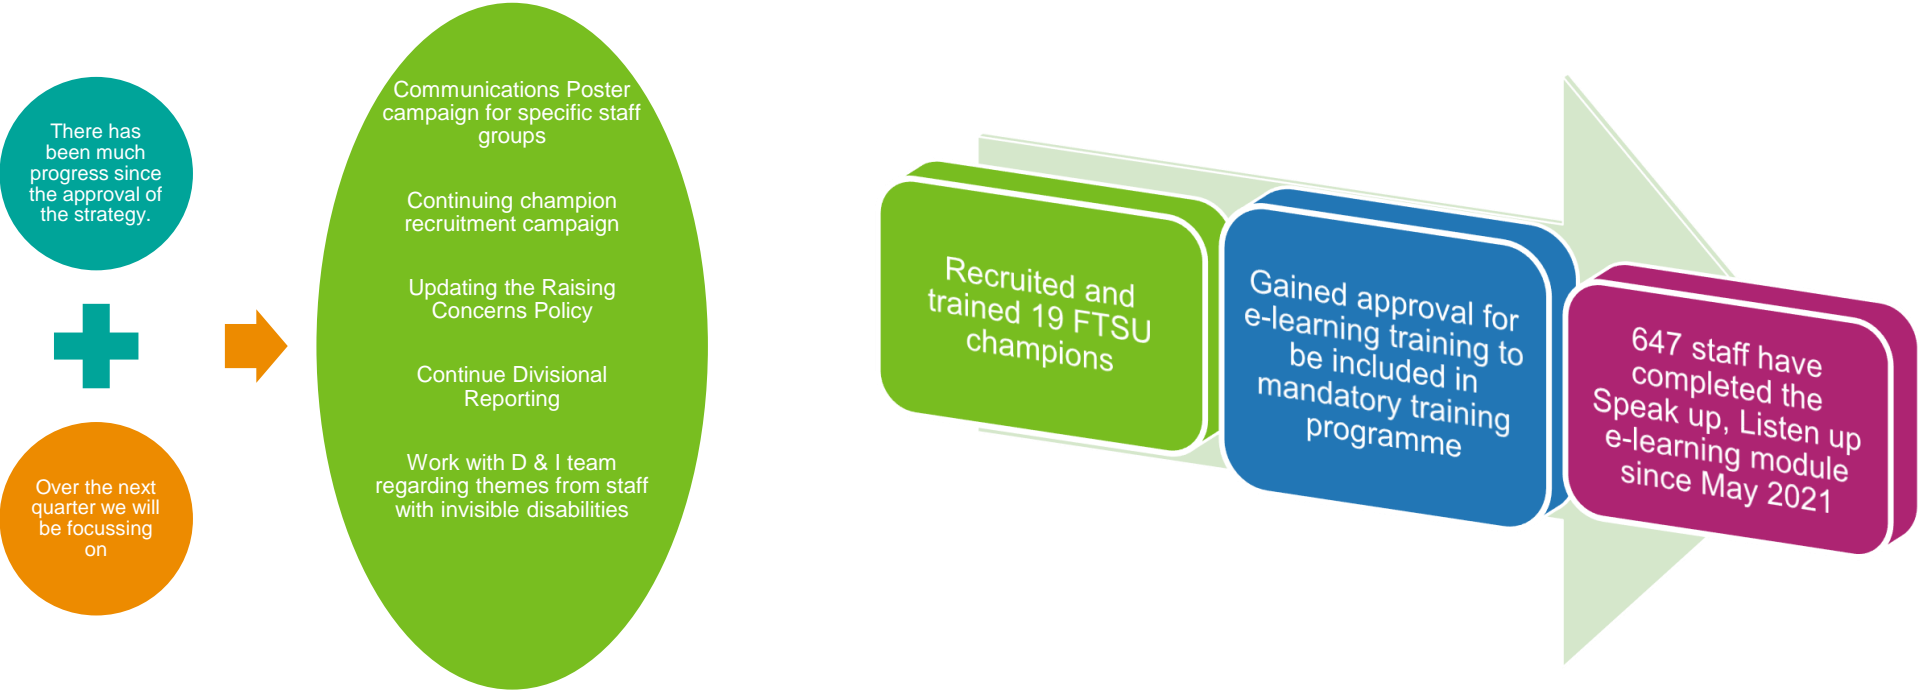 There has
been much
progress since
the approval of
the strategy.
Over the next
quarter we will
be focussing
on
Communications Poster
campaign for specific staff
groups
Continuing champion
recruitment campaign
Updating the Raising
Concerns Policy
Continue Divisional
Reporting
Work with D & I team
regarding themes from staff
with invisible disabilities
Recruited and
trained 19 FTSU
champions
Gained approval for
e-learning training to
be included in
mandatory training
programme
647 staff have
completed the
Speak up, Listen up
e-learning module
since May 2021